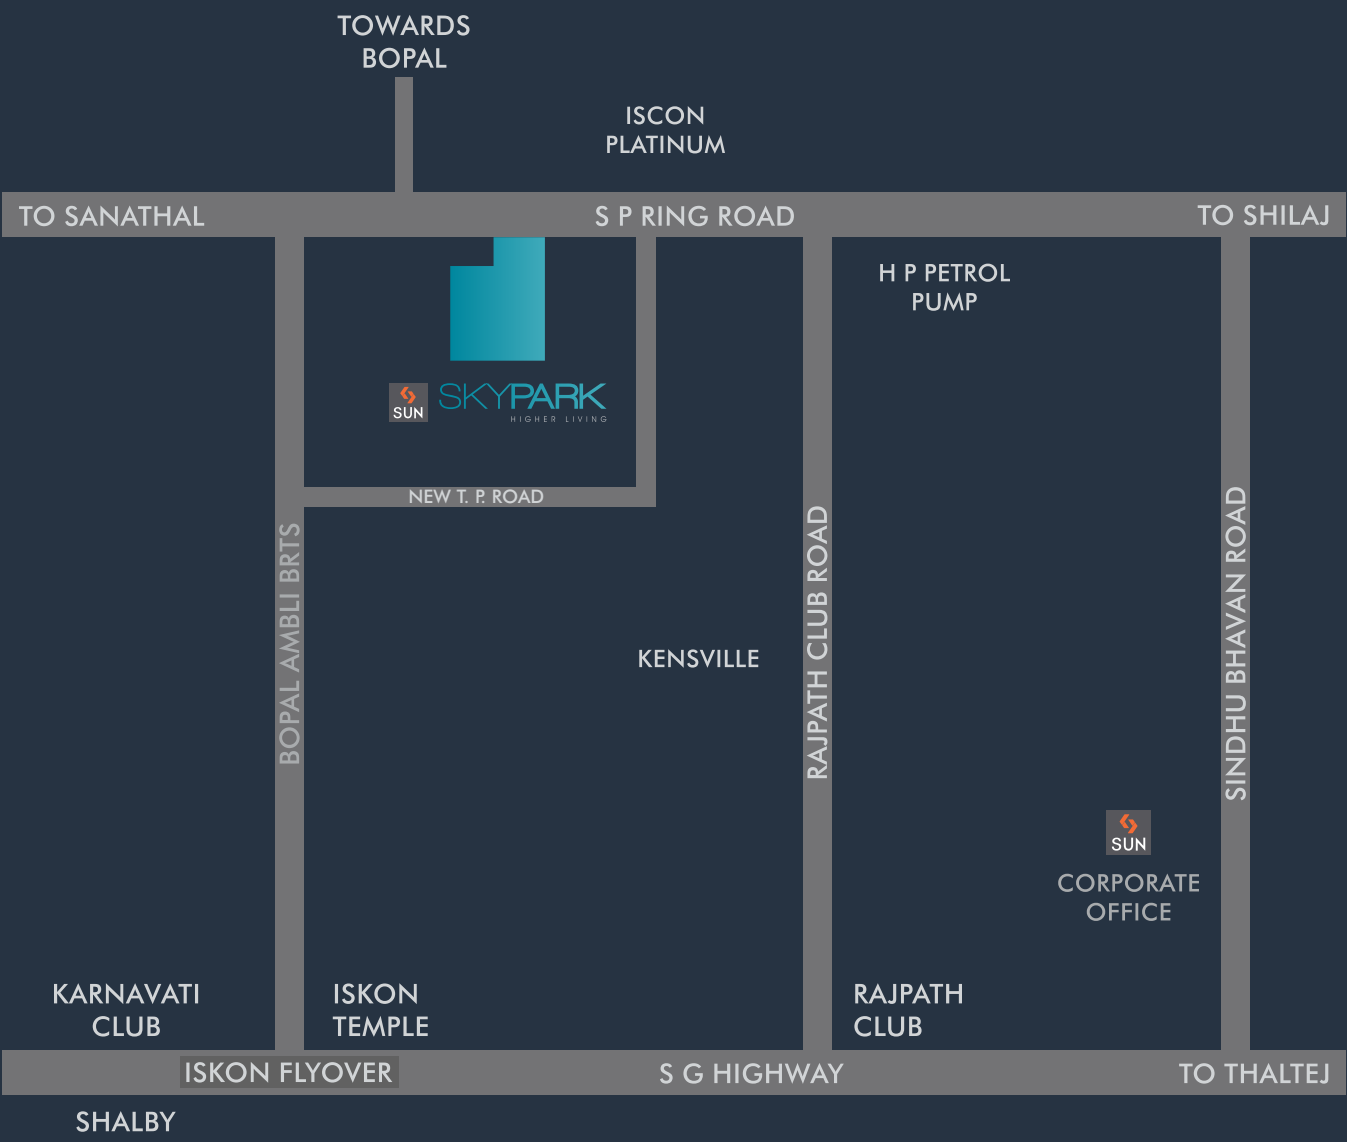 TOWARDS
BOPAL
ISCON
PLATINUM
TO SANATHAL
S P RING ROAD
TO SHILAJ
H P PETROL
PUMP
SUN
SKYPARK
HIGHER LIVING
NEW T. P. ROAD
BOPAL AMBLI BRTS
RAJPATH CLUB ROAD
SINDHU BHAVAN ROAD
KENSVILLE
SUN
CORPORATE
OFFICE
KARNAVATI
CLUB
ISKON
TEMPLE
RAJPATH
CLUB
ISKON FLYOVER
S G HIGHWAY
TO THALTEJ
SHALBY